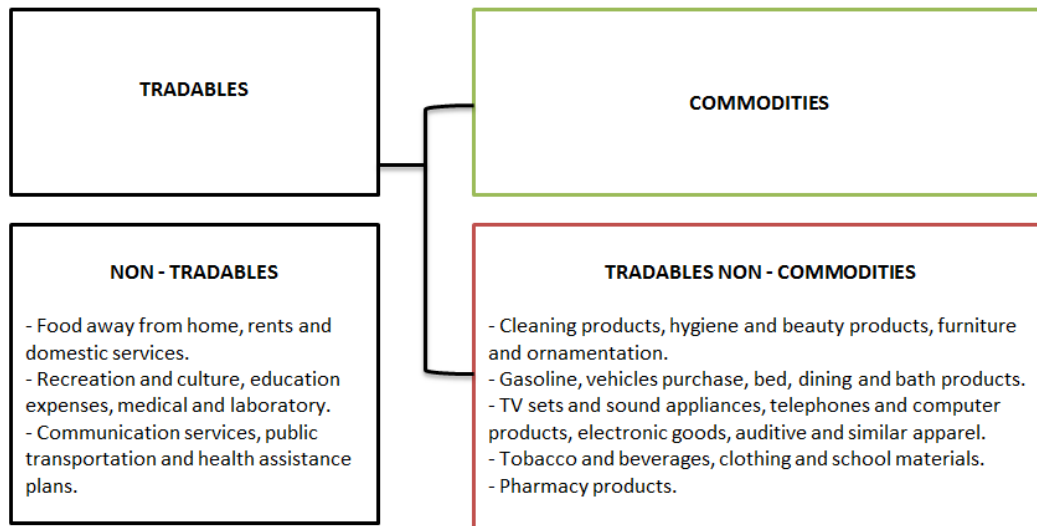 TRADABLES
COMMODITIES
NON - TRADABLES
- Food away from home, rents and
domestic services.
- Recreation and culture, education
expenses, medical and laboratory.
- Communication services, public
transportation and health assistance
plans.
TRADABLES NON - COMMODITIES
- Cleaning products, hygiene and beauty products, furniture
and ornamentation.
- Gasoline, vehicles purchase, bed, dining and bath products.
- TV sets and sound appliances, telephones and computer
products, electronic goods, auditive and similar apparel.
- Tobacco and beverages, clothing and school materials.
- Pharmacy products.